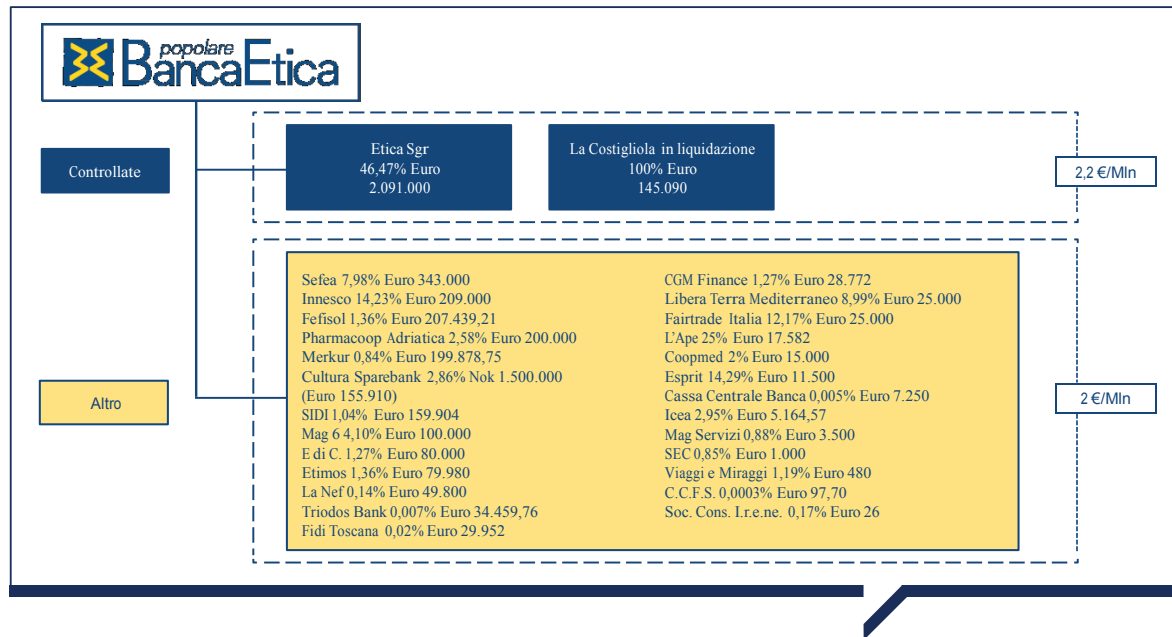 popolare
BancaEtica
Controllate
Etica Sgr
46,47% Euro
2.091.000
La Costigliola in liquidazione
100% Euro
145.090
2,2 €/Mln
Altro
Sefea 7,98% Euro 343.000
Innesco 14,23% Euro 209.000
Fefisol 1,36% Euro 207.439,21
Pharmacoop Adriatica 2,58% Euro 200.000
Merkur 0,84% Euro 199.878,75
Cultura Sparebank 2,86% Nok 1.500.000
(Euro 155.910)
SIDI 1,04% Euro 159.904
Mag 6 4,10% Euro 100.000
E di C. 1,27% Euro 80.000
Etimos 1,36% Euro 79.980
La Nef 0,14% Euro 49.800
Triodos Bank 0,007% Euro 34.459,76
Fidi Toscana 0,02% Euro 29.952
CGM Finance 1,27% Euro 28.772
Libera Terra Mediterraneo 8,99% Euro 25.000
Fairtrade Italia 12,17% Euro 25.000
L'Ape 25% Euro 17.582
Coopmed 2% Euro 15.000
Esprit 14,29% Euro 11.500
Cassa Centrale Banca 0,005% Euro 7.250
Icea 2,95% Euro 5.164,57
Mag Servizi 0,88% Euro 3.500
SEC 0,85% Euro 1.000
Viaggi e Miraggi 1,19% Euro 480
C.C.F.S. 0,0003% Euro 97,70
Soc. Cons. I.r.e.ne. 0,17% Euro 26
2 €/Mln